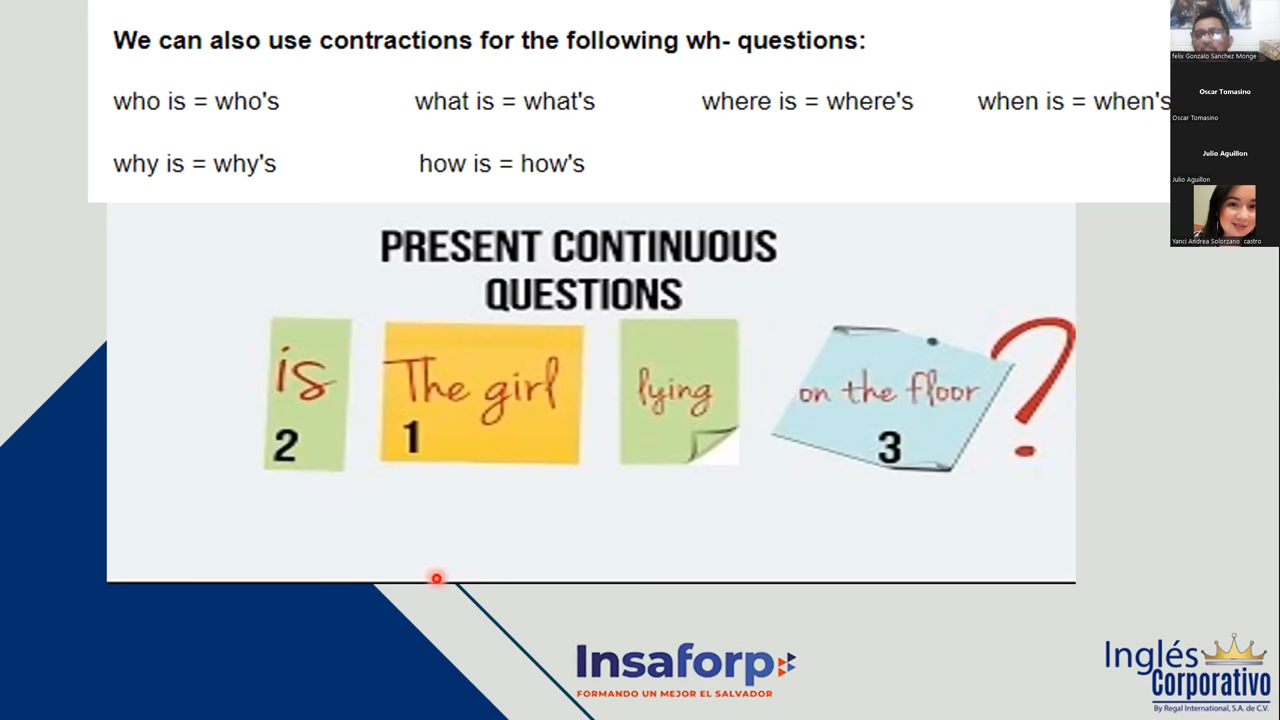 We can also use contractions for the following wh- questions:
who is = who's what is = what's where is = where's when is = when's
why is = why's how is = how's
PRESENT CONTINUOUS
QUESTIONS
is The girl lying on the floor ?
2 1 3
Insaforp
FORMANDO UN MEJOR EL SALVADOR
Inglés
Corporativo
By Regal International, S.A. de C.V.
felix Gonzalo Sanchez Monge
Oscar Tomasino
Oscar Tomasino
Julio Aguillon
Julio Aguillon
Yanci Andrea Solorzano castro